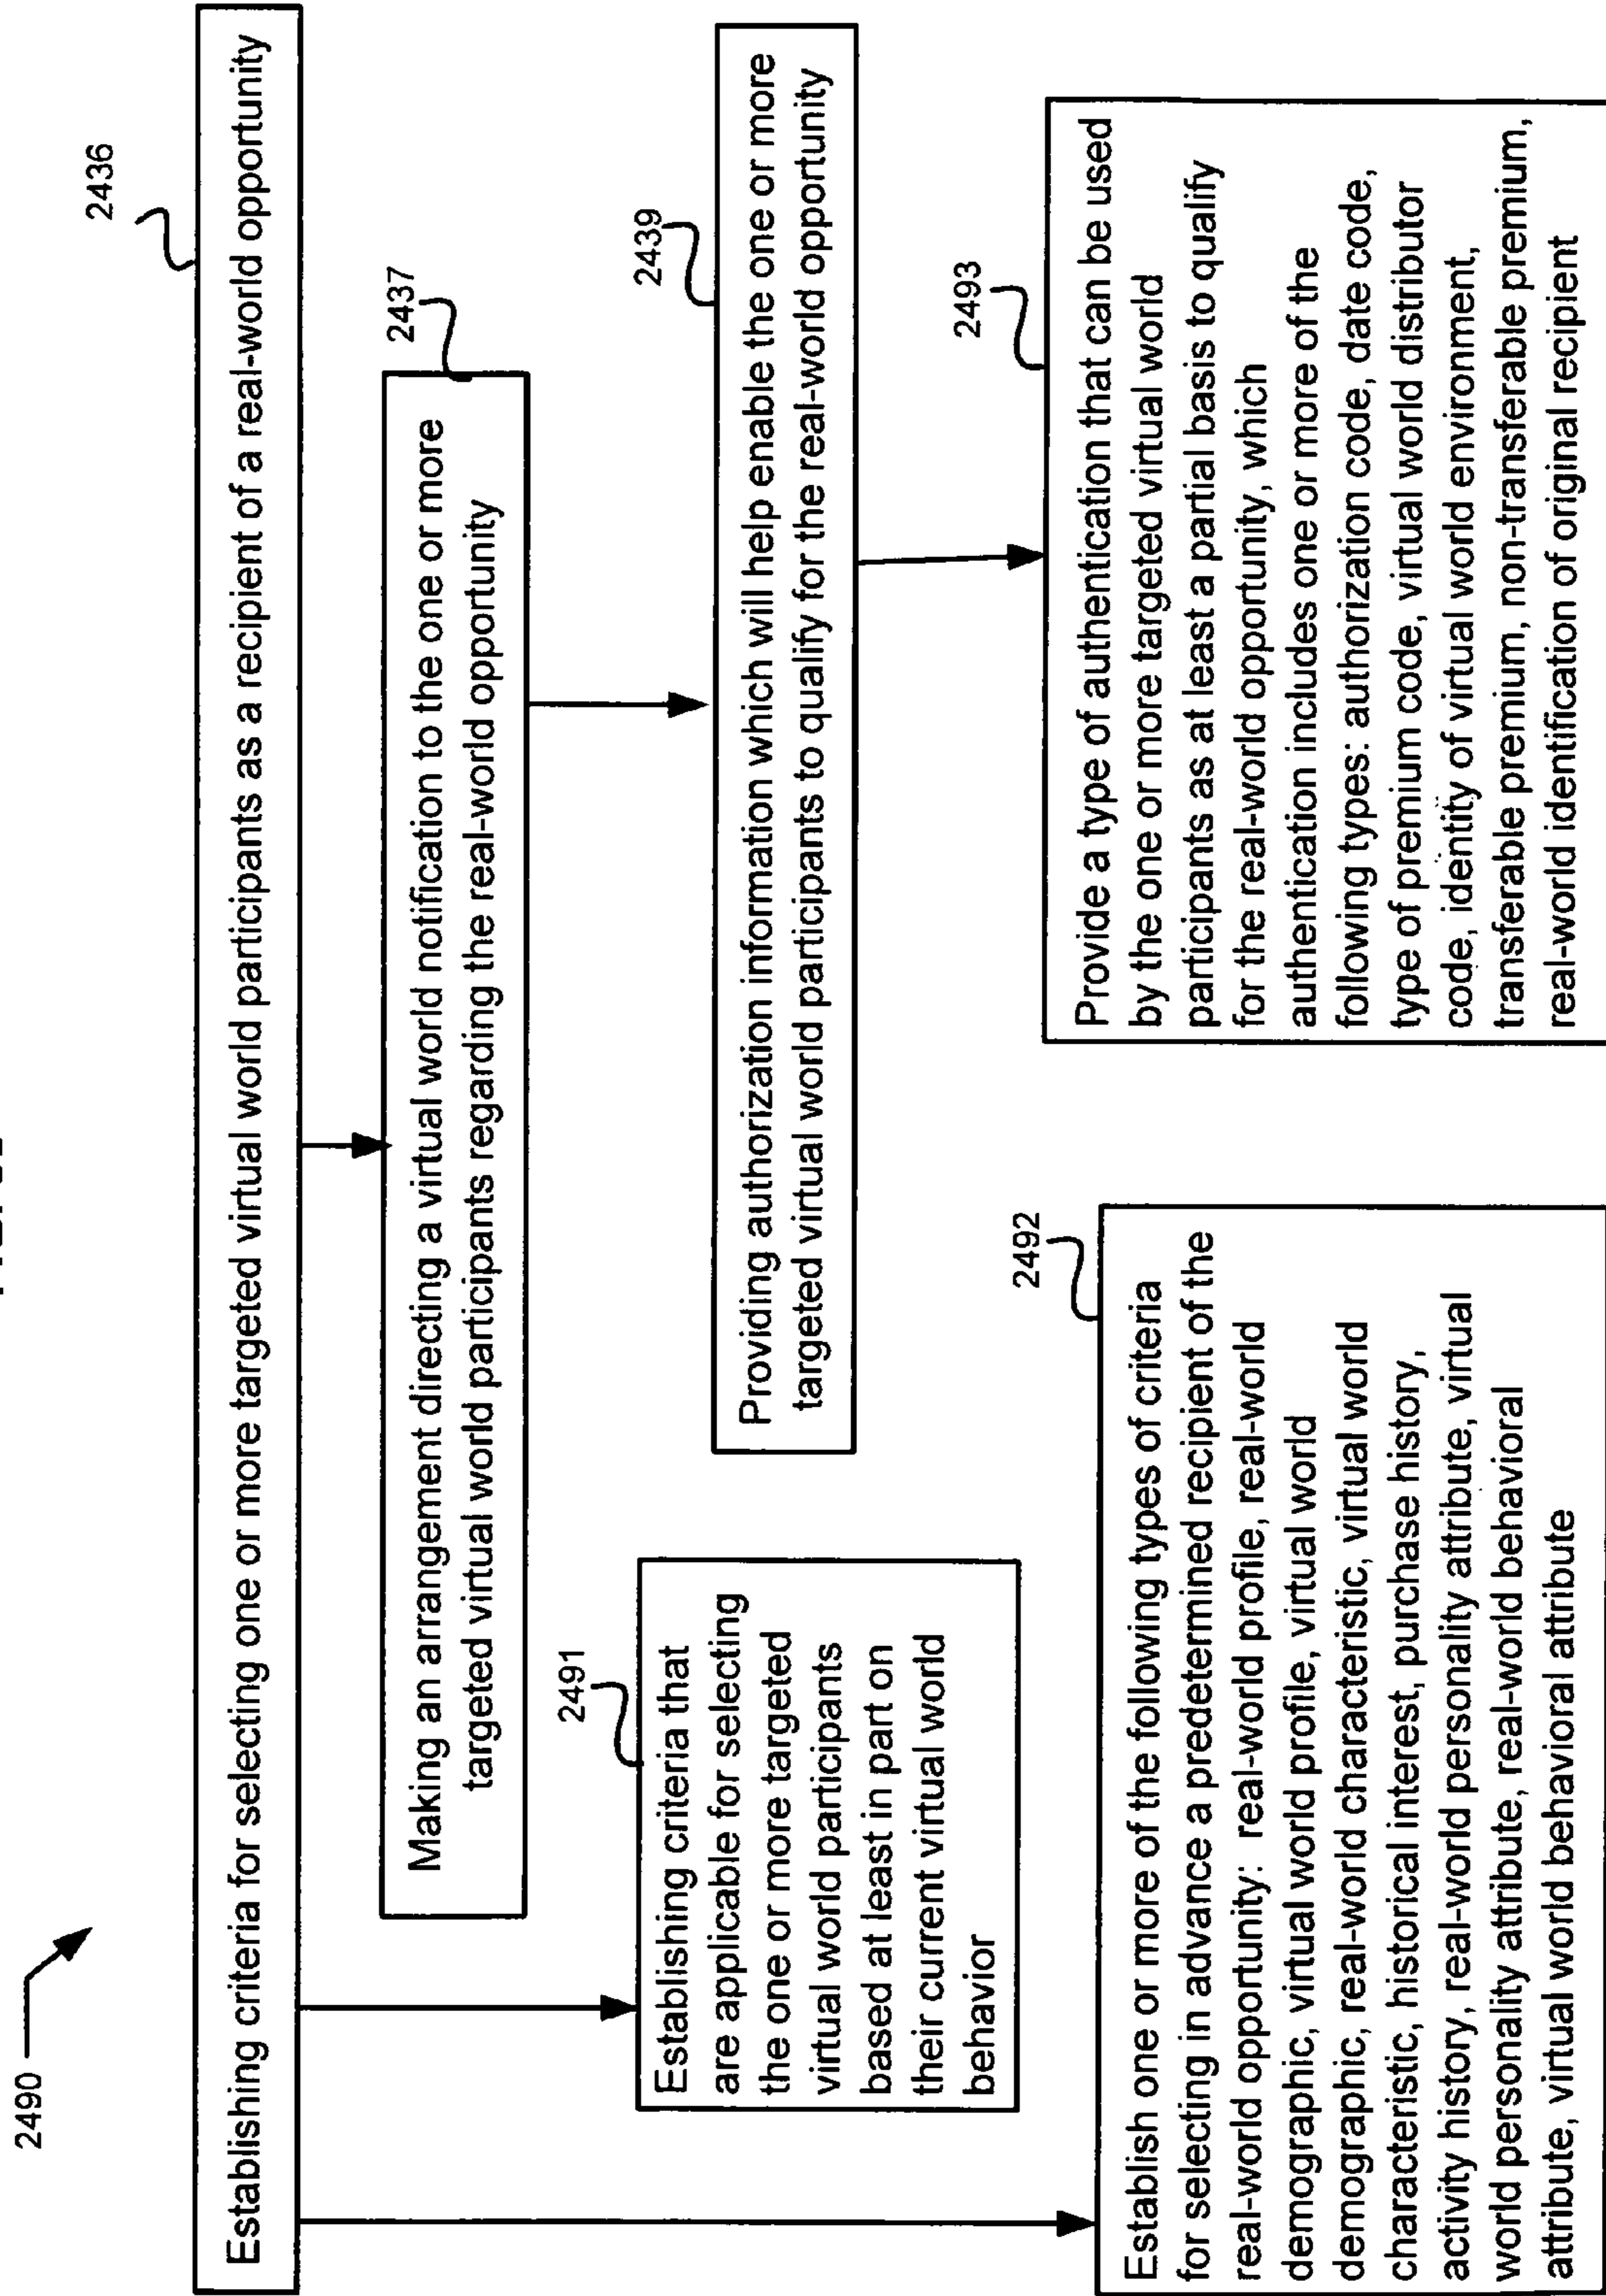 2490
2436
Establishing criteria for selecting one or more targeted virtual world participants as a recipient of a real-world opportunity
2437
Making an arrangement directing a virtual world notification to the one or more
targeted virtual world participants regarding the real-world opportunity
2491
Establishing criteria that
are applicable for selecting
the one or more targeted
virtual world participants
based at least in part on
their current virtual world
behavior
2439
Providing authorization information which will help enable the one or more
targeted virtual world participants to qualify for the real-world opportunity
2492
Establish one or more of the following types of criteria
for selecting in advance a predetermined recipient of the
real-world opportunity: real-world profile, real-world
demographic, virtual world profile, virtual world
demographic, real-world characteristic, virtual world
characteristic, historical interest, purchase history,
activity history, real-world personality attribute, virtual
world personality attribute, real-world behavioral
attribute, virtual world behavioral attribute
2493
Provide a type of authentication that can be used
by the one or more targeted virtual world
participants as at least a partial basis to qualify
for the real-world opportunity, which
authentication includes one or more of the
following types: authorization code, date code,
type of premium code, virtual world distributor
code, identity of virtual world environment,
transferable premium, non-transferable premium,
real-world identification of original recipient